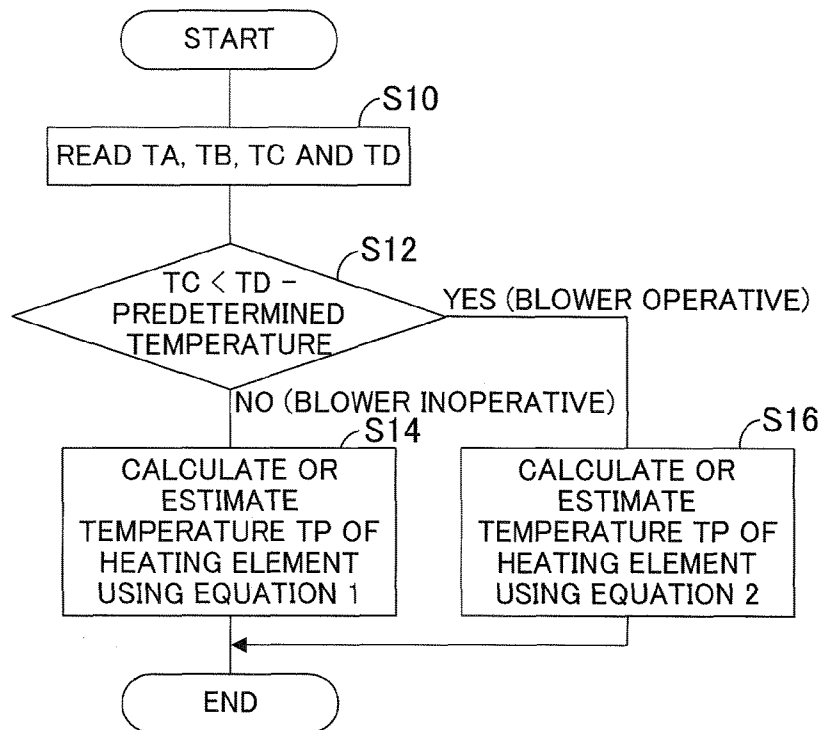 START
S10
READ TA, TB, TC AND TD
S12
TC < TD –
PREDETERMINED
TEMPERATURE
YES (BLOWER OPERATIVE)
NO (BLOWER INOPERATIVE)
S14
CALCULATE OR
ESTIMATE
TEMPERATURE TP OF
HEATING ELEMENT
USING EQUATION 1
S16
CALCULATE OR
ESTIMATE
TEMPERATURE TP OF
HEATING ELEMENT
USING EQUATION 2
END